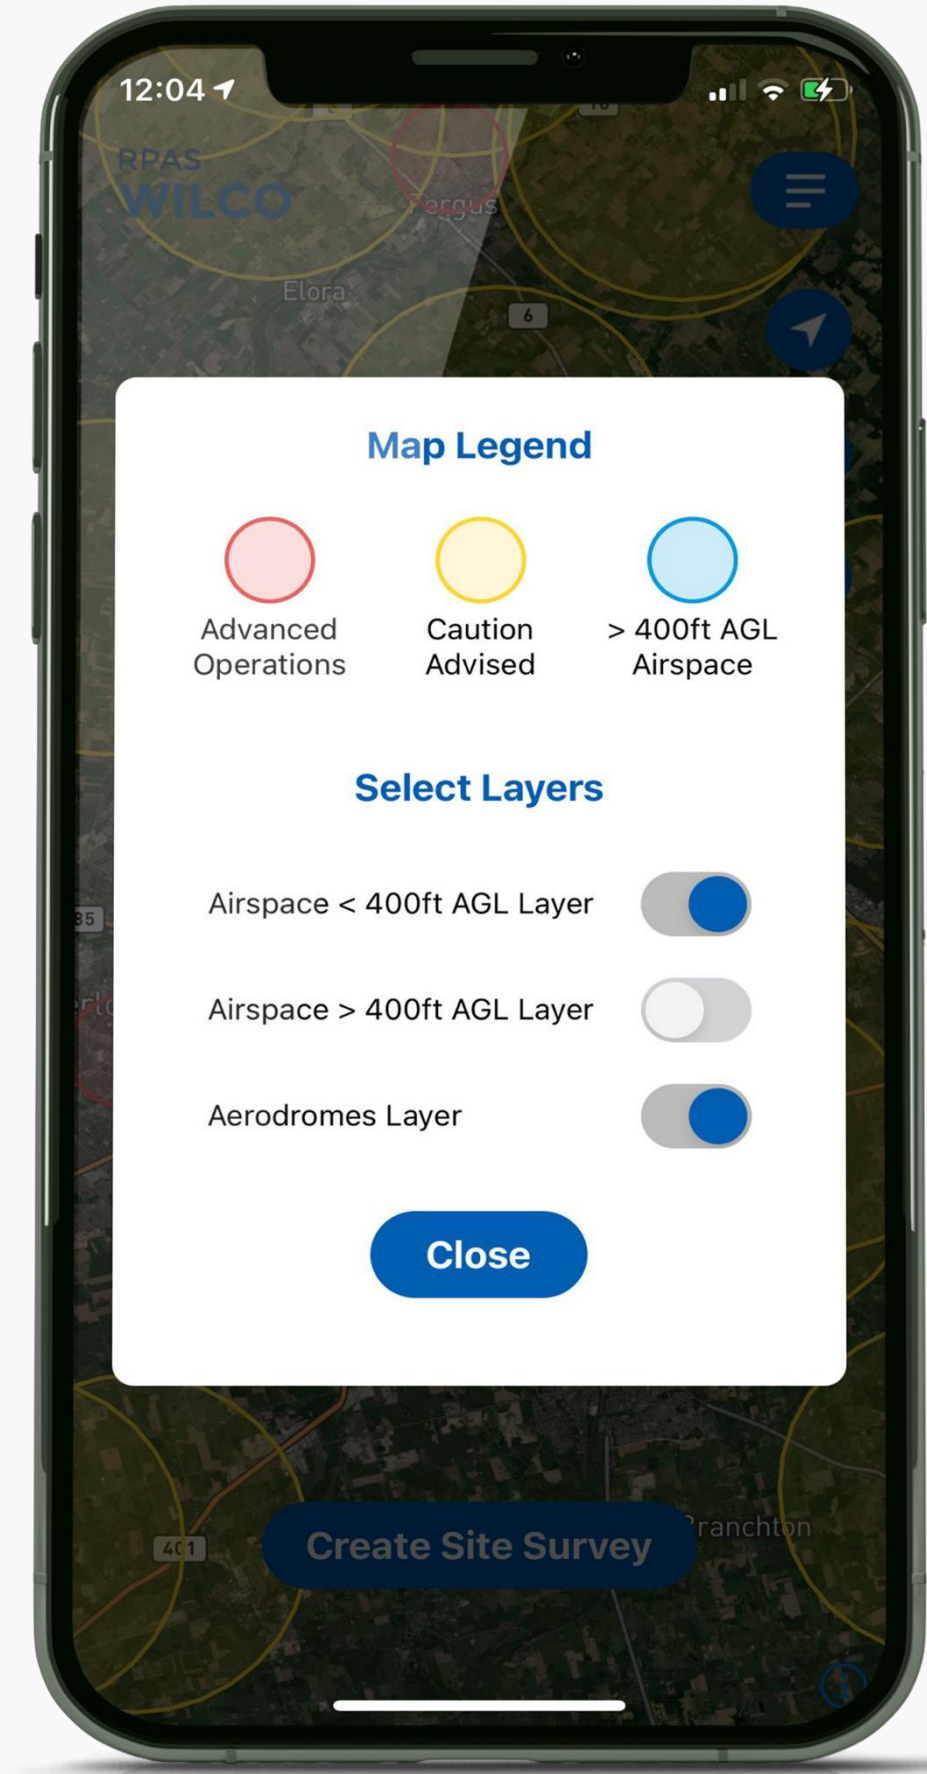 12:04
RPAS
WILCO
Fergus
Elora
6
Map Legend
Advanced
Operations
Caution
Advised
> 400ft AGL
Airspace
Select Layers
Airspace < 400ft AGL Layer
85
Airspace > 400ft AGL Layer
Aerodromes Layer
Close
Branchton
401
Create Site Survey